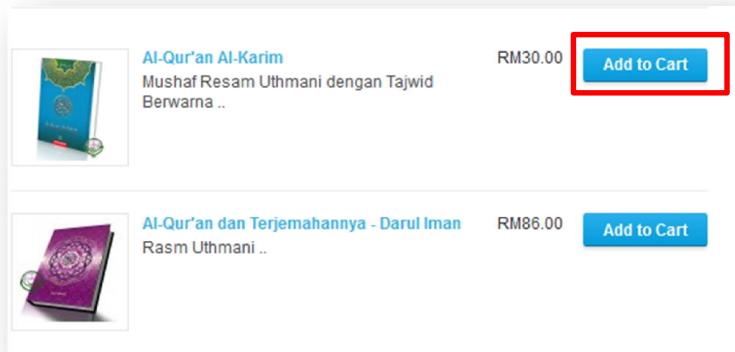 Al-Qur'an Al-Karim
RM30.00
Add to Cart
Mushaf Resam Uthmani dengan Tajwid
Berwarna ..
Al-Qur'an dan Terjemahannya - Darul Iman
RM86.00
Add to Cart
Rasm Uthmani ..